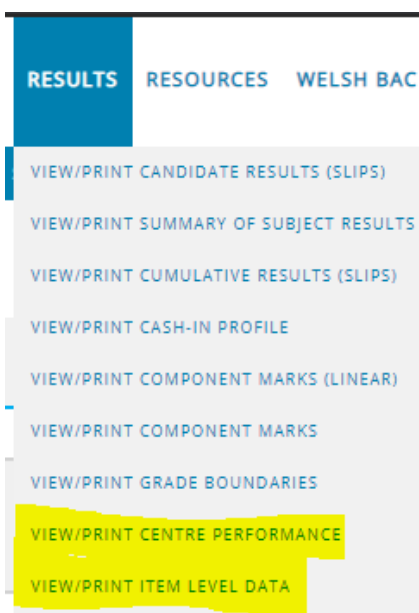 RESULTS RESOURCES WELSH BAC
VIEW/PRINT CANDIDATE RESULTS (SLIPS)
VIEW/PRINT SUMMARY OF SUBJECT RESULTS
VIEW/PRINT CUMULATIVE RESULTS (SLIPS)
VIEW/PRINT CASH-IN PROFILE
VIEW/PRINT COMPONENT MARKS (LINEAR)
VIEW/PRINT COMPONENT MARKS
VIEW/PRINT GRADE BOUNDARIES
VIEW/PRINT CENTRE PERFORMANCE
VIEW/PRINT ITEM LEVEL DATA